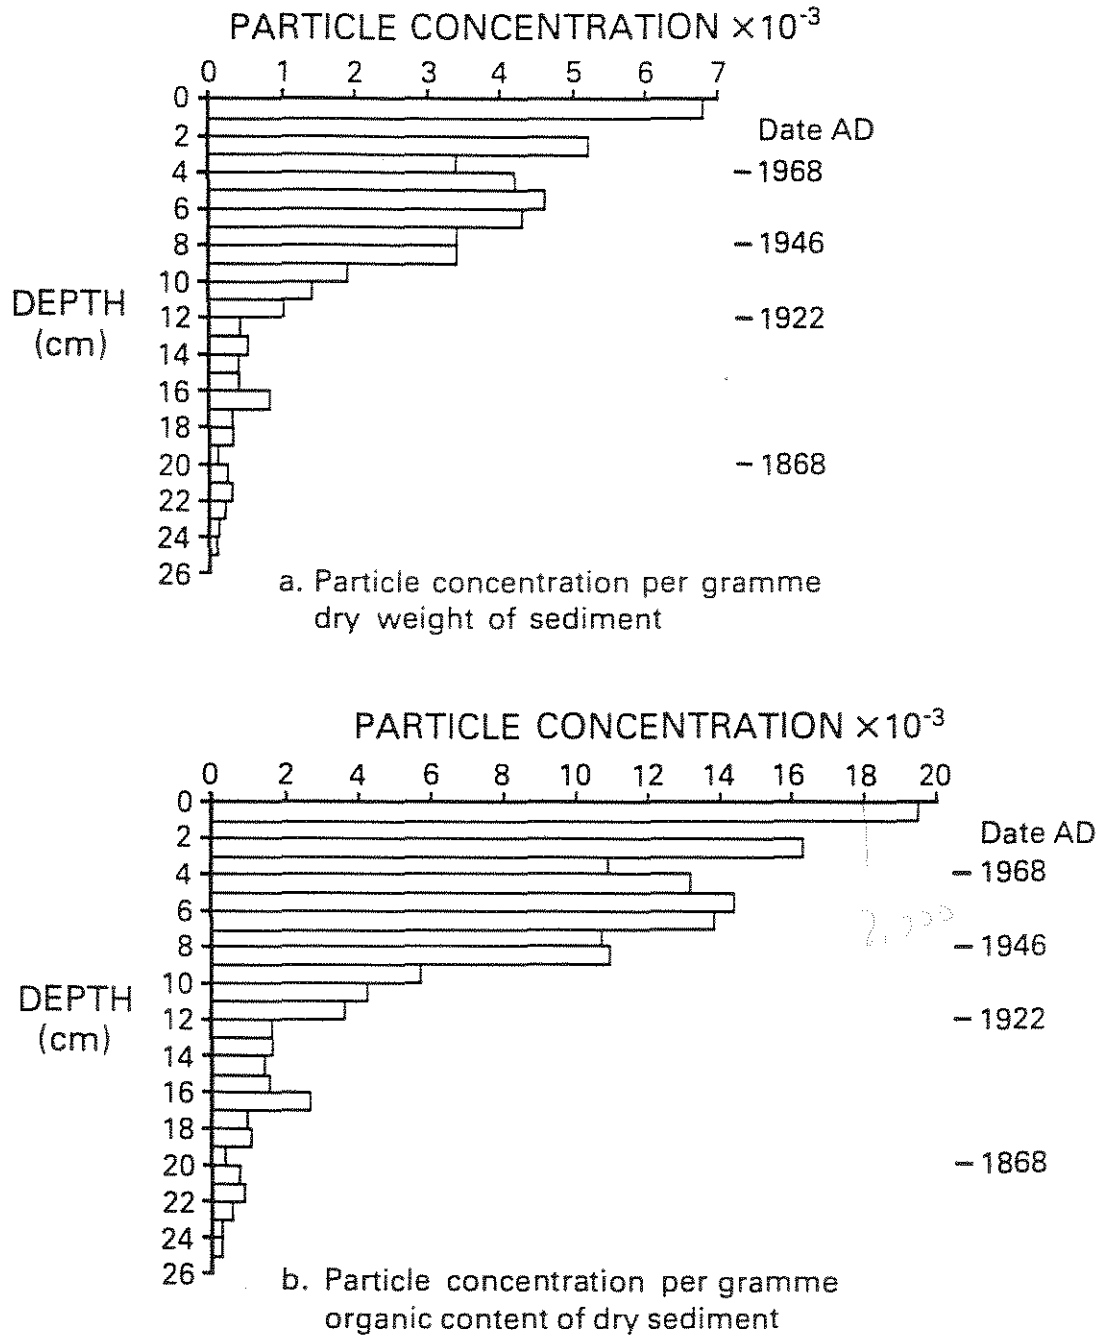 PARTICLE CONCENTRATION ×10⁻³
0 1 2 3 4 5 6 7
0
2
4
6
8
10
12
14
16
18
20
22
24
26
DEPTH
(cm)
Date AD
– 1968
– 1946
– 1922
– 1868
a. Particle concentration per gramme
dry weight of sediment
PARTICLE CONCENTRATION ×10⁻³
0 2 4 6 8 10 12 14 16 18 20
0
2
4
6
8
10
12
14
16
18
20
22
24
26
DEPTH
(cm)
Date AD
– 1968
– 1946
– 1922
– 1868
b. Particle concentration per gramme
organic content of dry sediment